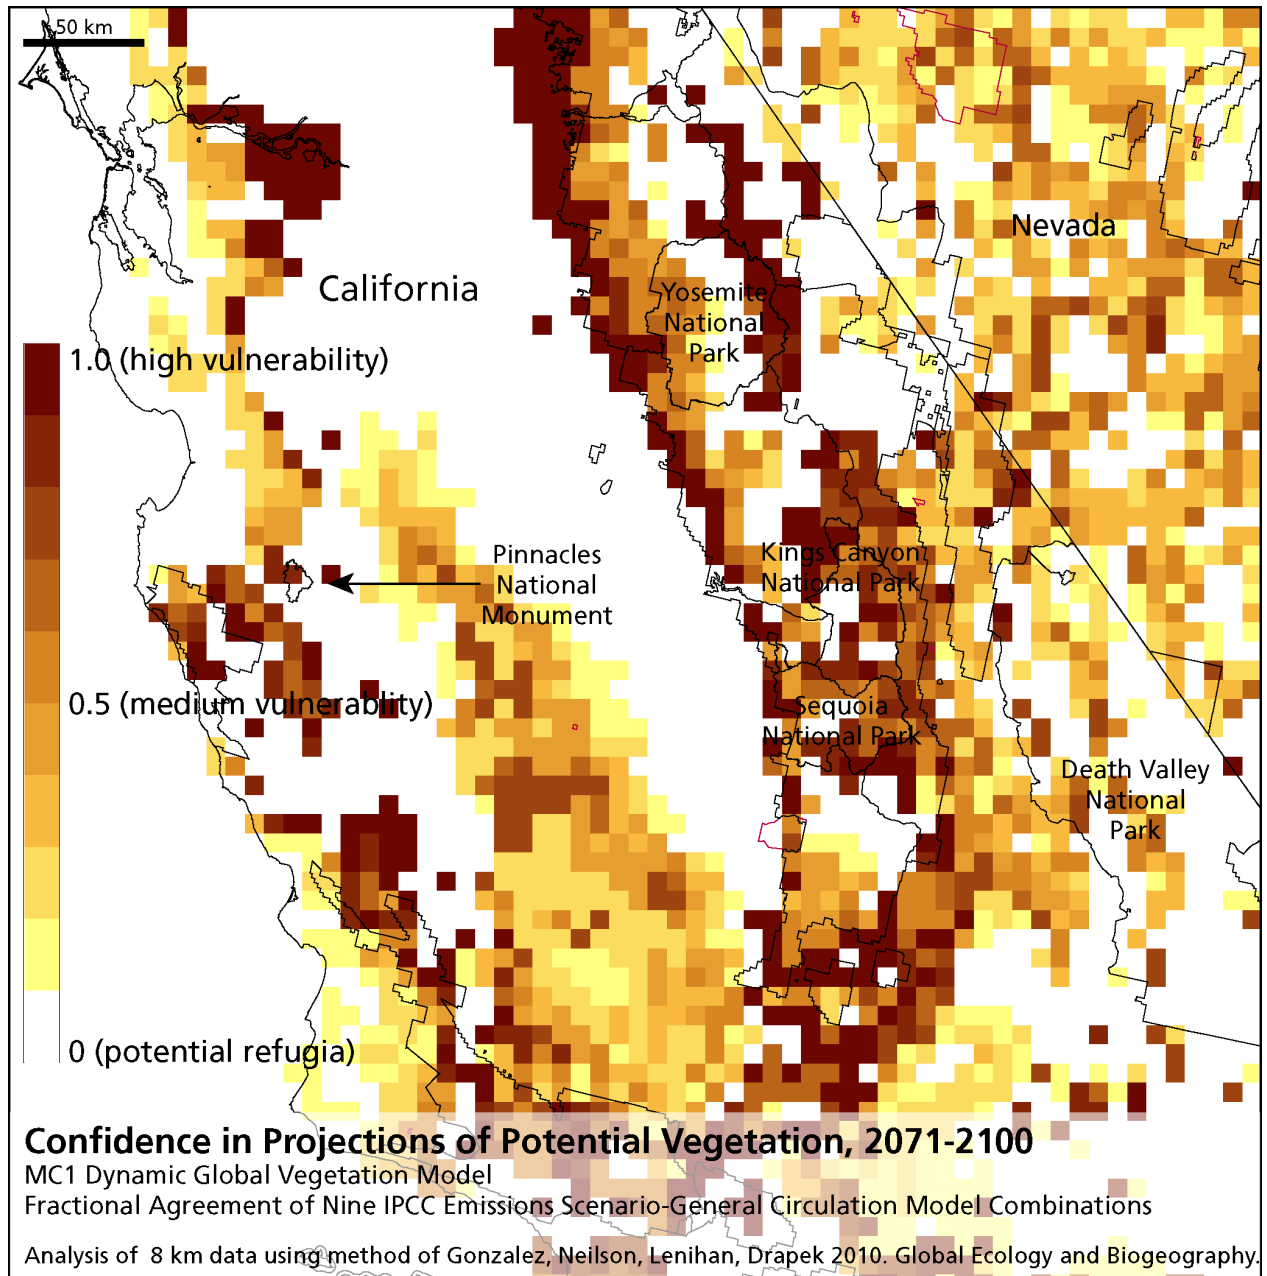 50 km
Nevada
California
Yosemite
National
Park
1.0 (high vulnerability)
Pinnacles
National
Monument
Kings Canyon
National Park
0.5 (medium vulnerability)
Sequoia
National Park
Death Valley
National
Park
0 (potential refugia)
Confidence in Projections of Potential Vegetation, 2071-2100
MC1 Dynamic Global Vegetation Model
Fractional Agreement of Nine IPCC Emissions Scenario-General Circulation Model Combinations
Analysis of 8 km data using method of Gonzalez, Neilson, Lenihan, Drapek 2010. Global Ecology and Biogeography.